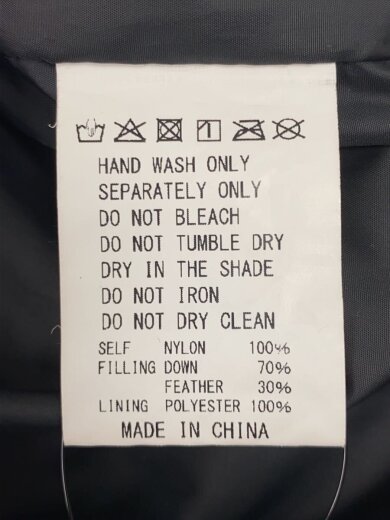 HAND WASH ONLY
SEPARATELY ONLY
DO NOT BLEACH
DO NOT TUMBLE DRY
DRY IN THE SHADE
DO NOT IRON
DO NOT DRY CLEAN
SELF NYLON 100%
FILLING DOWN 70%
FEATHER 30%
LINING POLYESTER 100%
MADE IN CHINA